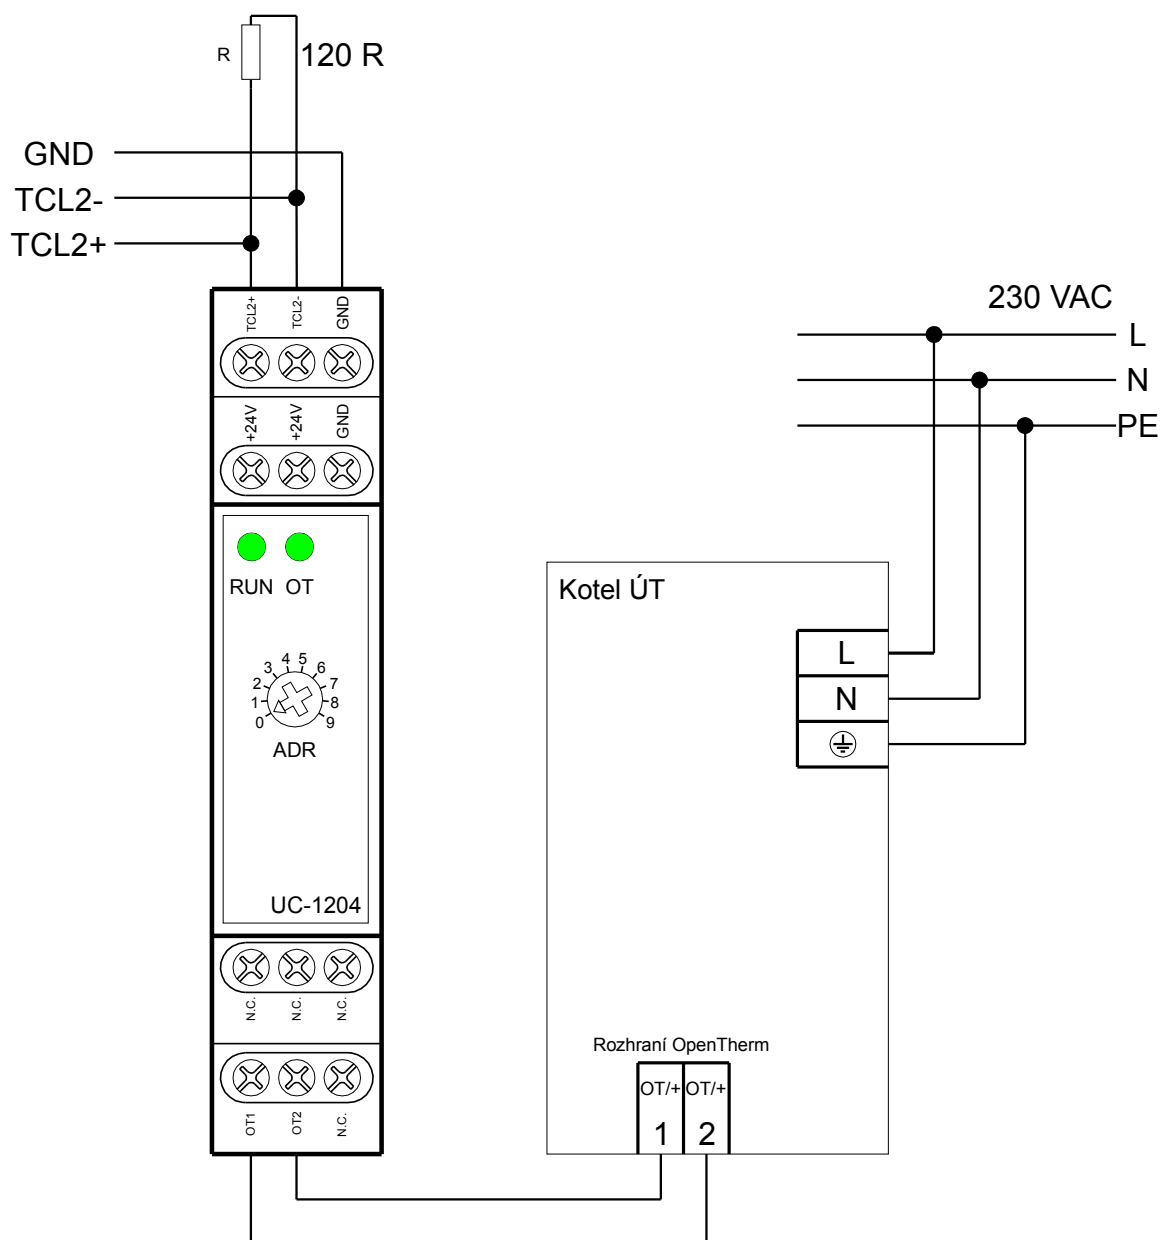 R
120 R
GND
TCL2-
TCL2+
TCL2+ TCL2- GND
+24V +24V GND
RUN OT
0 1 2 3 4 5 6 7 8 9
ADR
UC-1204
N.C. N.C. N.C.
OT1 OT2 N.C.
230 VAC
L
N
PE
Kotel ÚT
L
N
Rozhraní OpenTherm
OT/+ OT/+
1 2